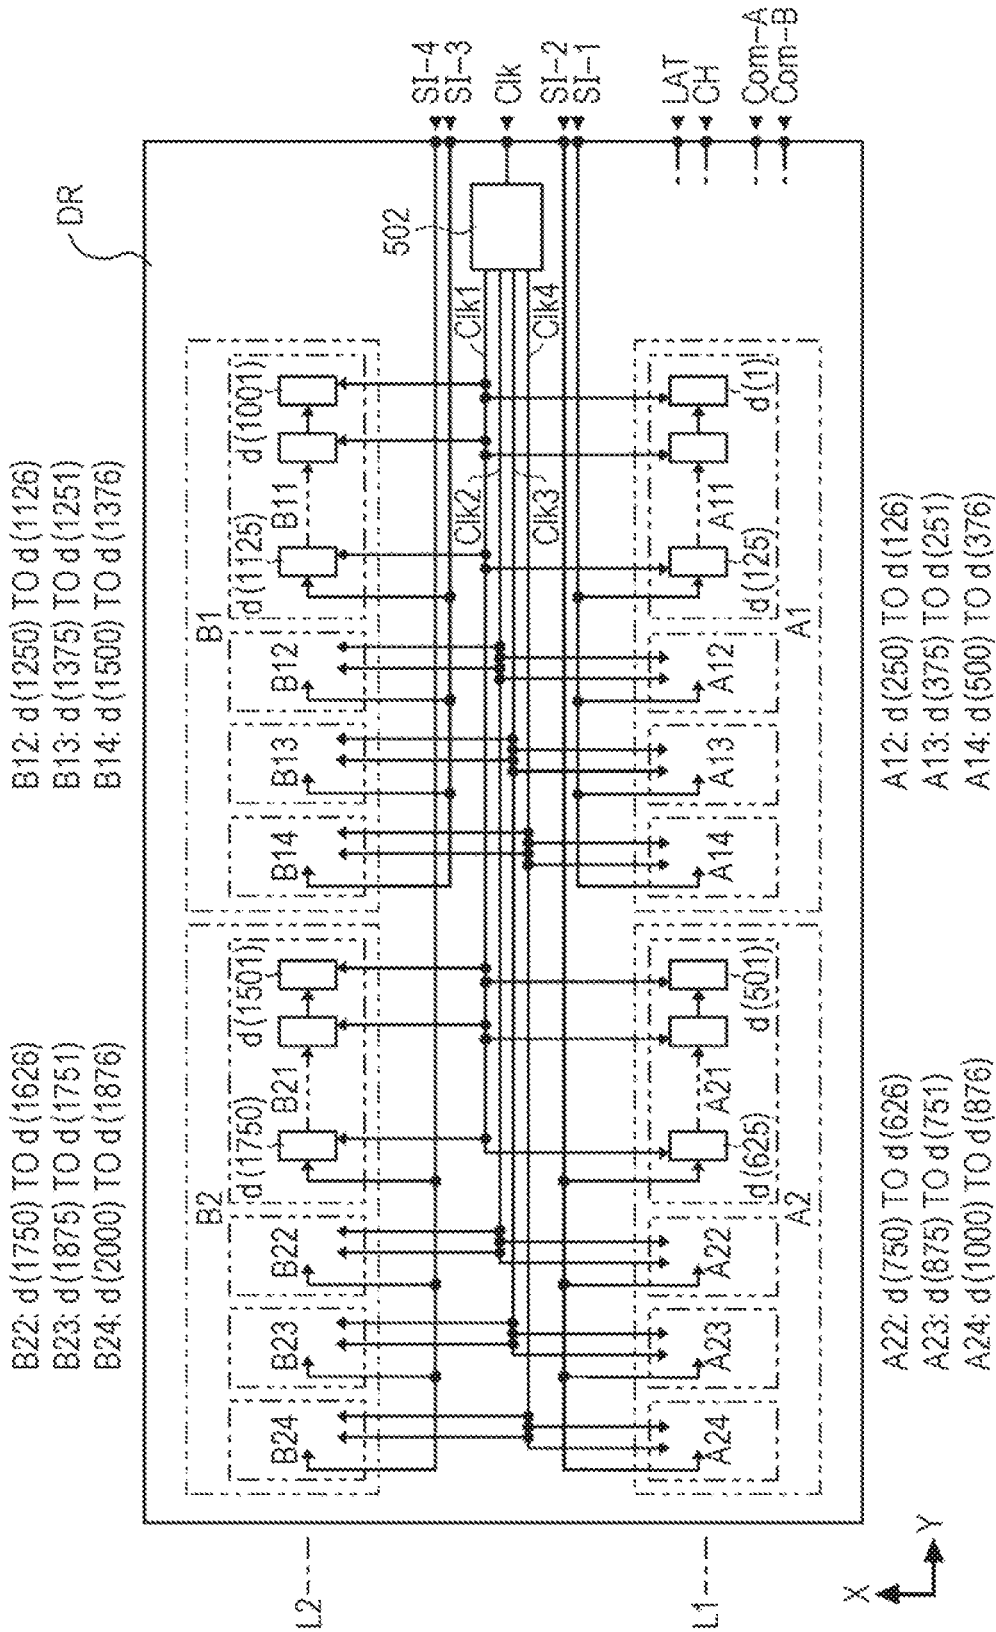 B22: d(1750) TO d(1626)
B23: d(1875) TO d(1751)
B24: d(2000) TO d(1876)
B12: d(1250) TO d(1126)
B13: d(1375) TO d(1251)
B14: d(1500) TO d(1376)
DR
B2
B1
d(1750)
d(1501)
d(1125)
d(1001)
B24
B23
B22
B21
B14
B13
B12
B11
L2
SI-4
SI-3
502
Clk
Clk1
Clk2
Clk3
Clk4
SI-2
SI-1
LAT
CH
Com-A
Com-B
A24
A23
A22
A21
A14
A13
A12
A11
L1
d(625)
d(501)
d(125)
d(1)
A2
A1
A22: d(750) TO d(626)
A23: d(875) TO d(751)
A24: d(1000) TO d(876)
A12: d(250) TO d(126)
A13: d(375) TO d(251)
A14: d(500) TO d(376)
X
Y